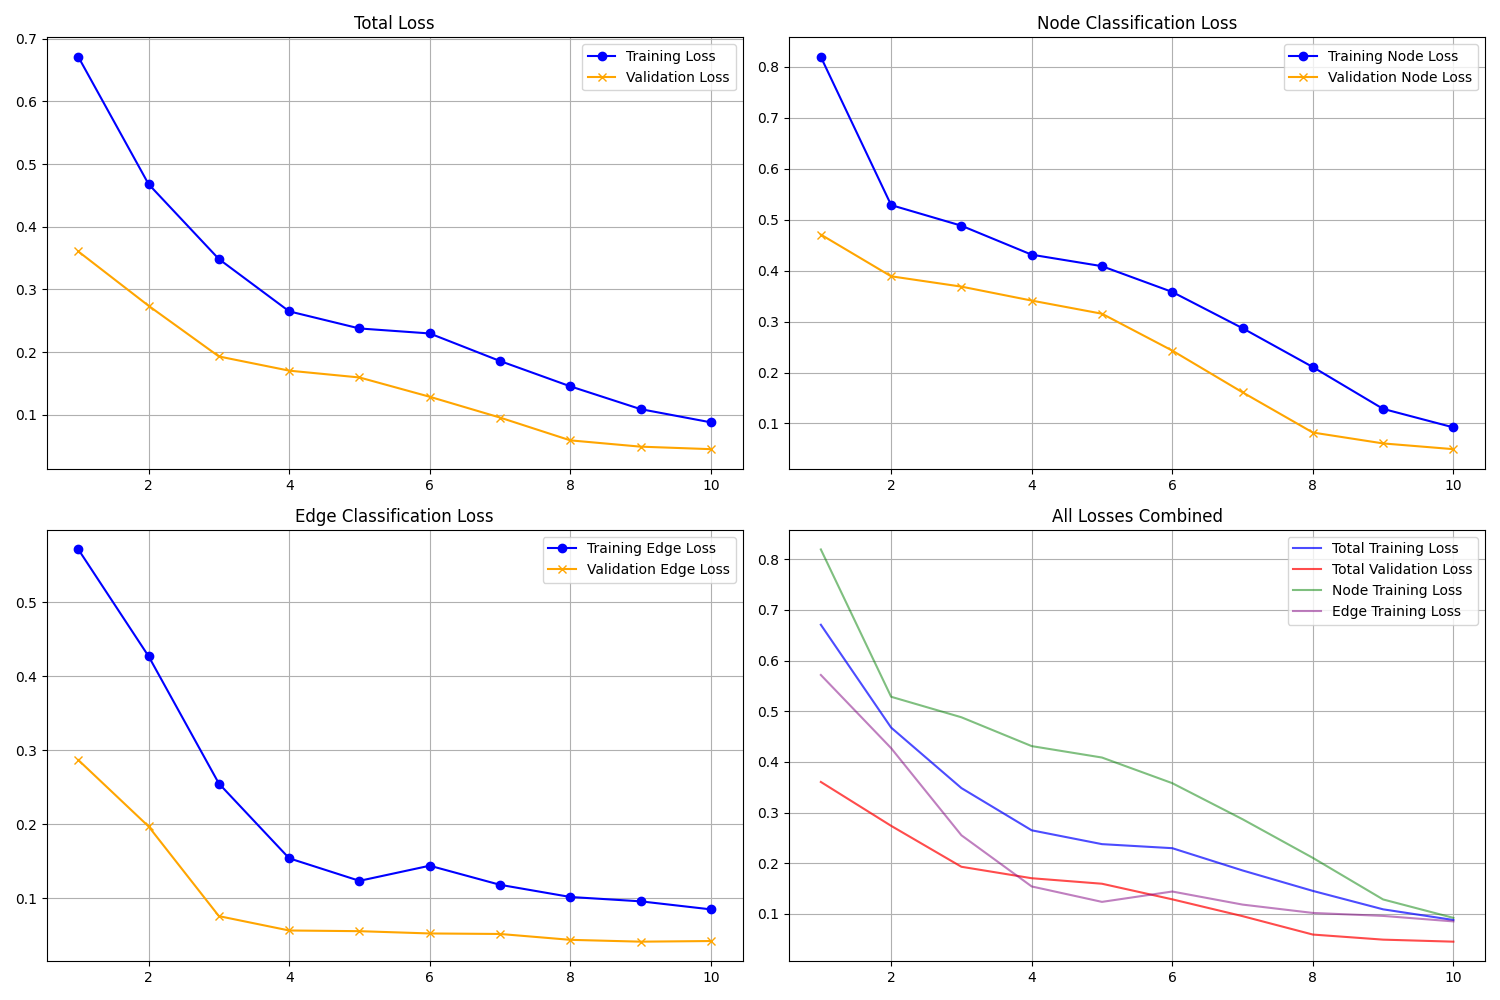 Total Loss
0.7
0.6
0.5
0.4
0.3
0.2
0.1
2 4 6 8 10
Training Loss
Validation Loss
Node Classification Loss
0.8
0.7
0.6
0.5
0.4
0.3
0.2
0.1
2 4 6 8 10
Training Node Loss
Validation Node Loss
Edge Classification Loss
0.5
0.4
0.3
0.2
0.1
2 4 6 8 10
Training Edge Loss
Validation Edge Loss
All Losses Combined
0.8
0.7
0.6
0.5
0.4
0.3
0.2
0.1
2 4 6 8 10
Total Training Loss
Total Validation Loss
Node Training Loss
Edge Training Loss